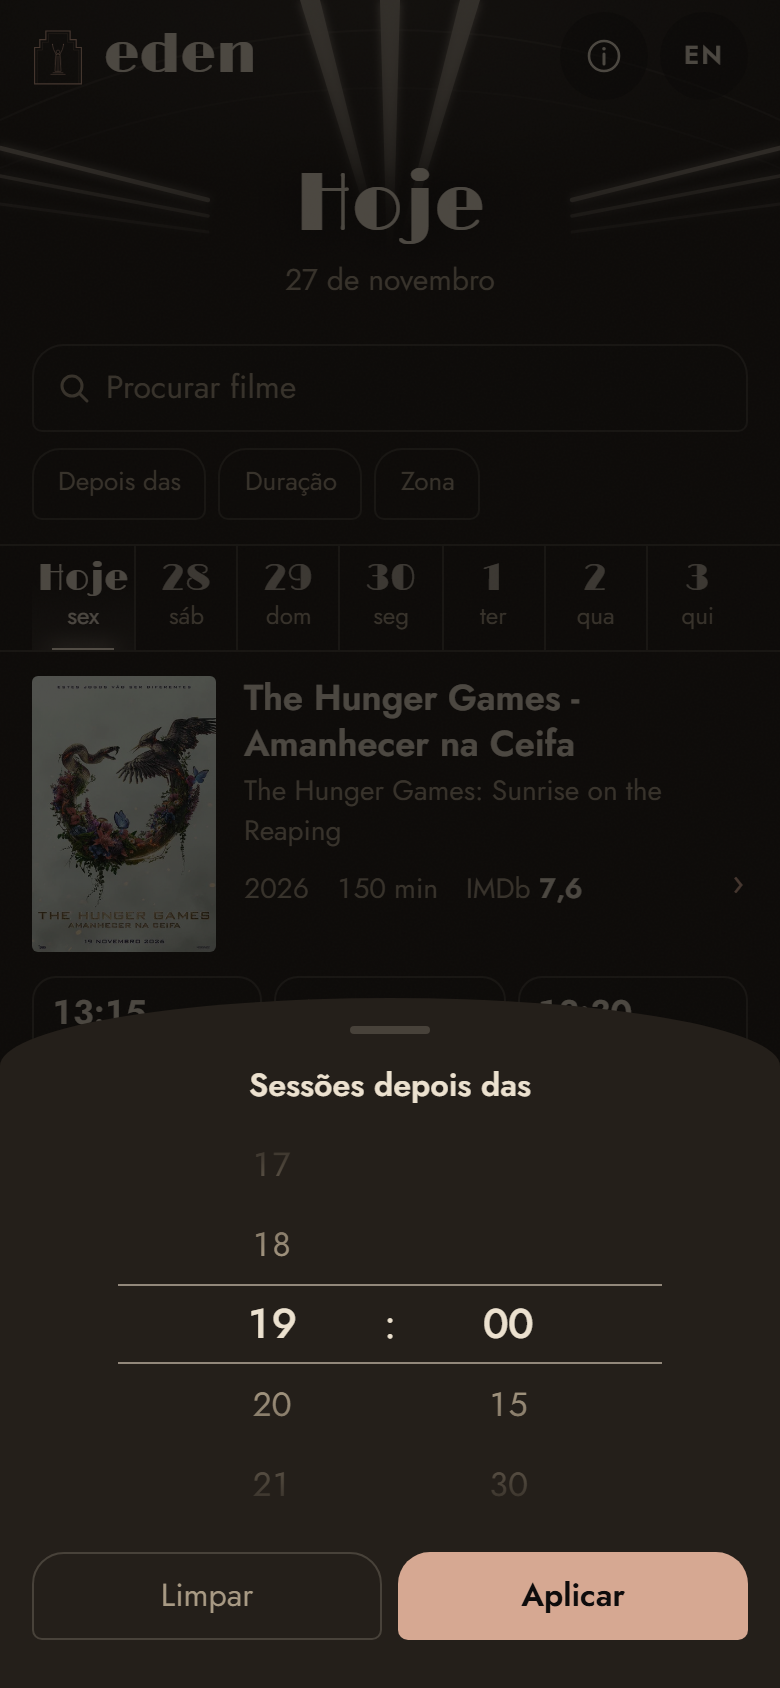 eden
EN
Hoje
27 de novembro
Procurar filme
Depois das
Duração
Zona
Hoje
sex
28
sáb
29
dom
30
seg
1
ter
2
qua
3
qui
The Hunger Games -
Amanhecer na Ceifa
The Hunger Games: Sunrise on the
Reaping
2026 150 min IMDb 7,6
THE HUNGER GAMES
AMANHECER NA CEIFA
19 NOVEMBRO 2026
13:15
Sessões depois das
17
18
19 : 00
20 15
21 30
Limpar
Aplicar